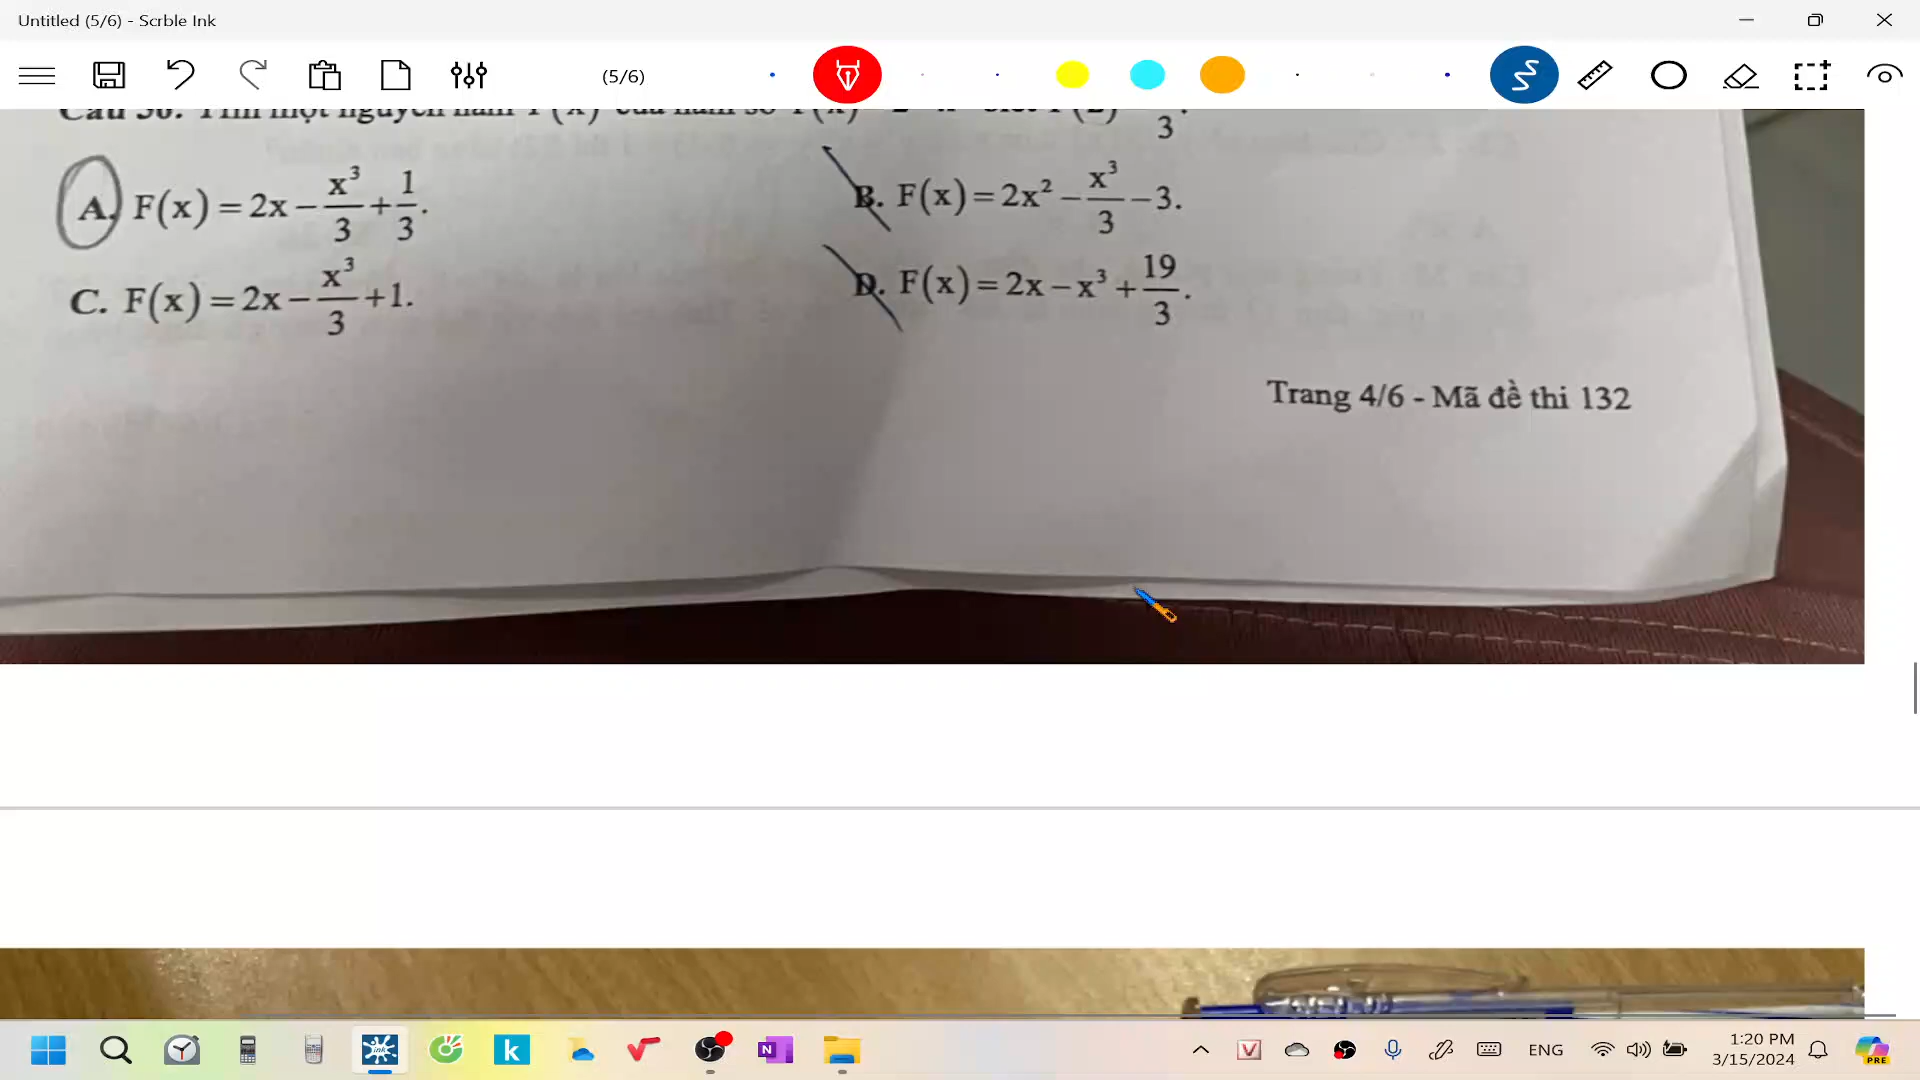 Untitled (5/6) - Scrble Ink
(5/6)
3
A. F(x) = 2x - x³/3 + 1/3.
B. F(x) = 2x² - x³/3 - 3.
C. F(x) = 2x - x³/3 + 1.
D. F(x) = 2x - x³ + 19/3.
Trang 4/6 - Mã đề thi 132
ENG
1:20 PM
3/15/2024
PRE